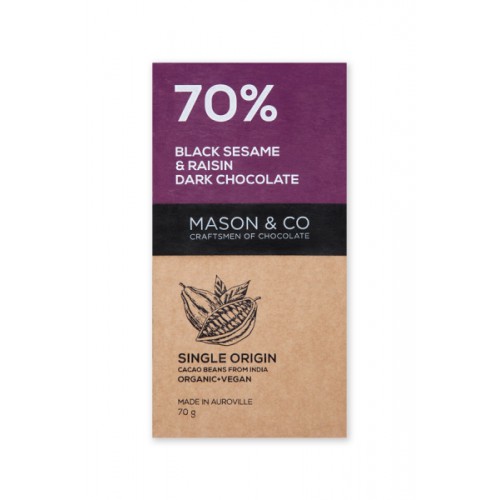 70%
BLACK SESAME
& RAISIN
DARK CHOCOLATE
MASON & CO
CRAFTSMEN OF CHOCOLATE
SINGLE ORIGIN
CACAO BEANS FROM INDIA
ORGANIC+VEGAN
MADE IN AUROVILLE
70 g